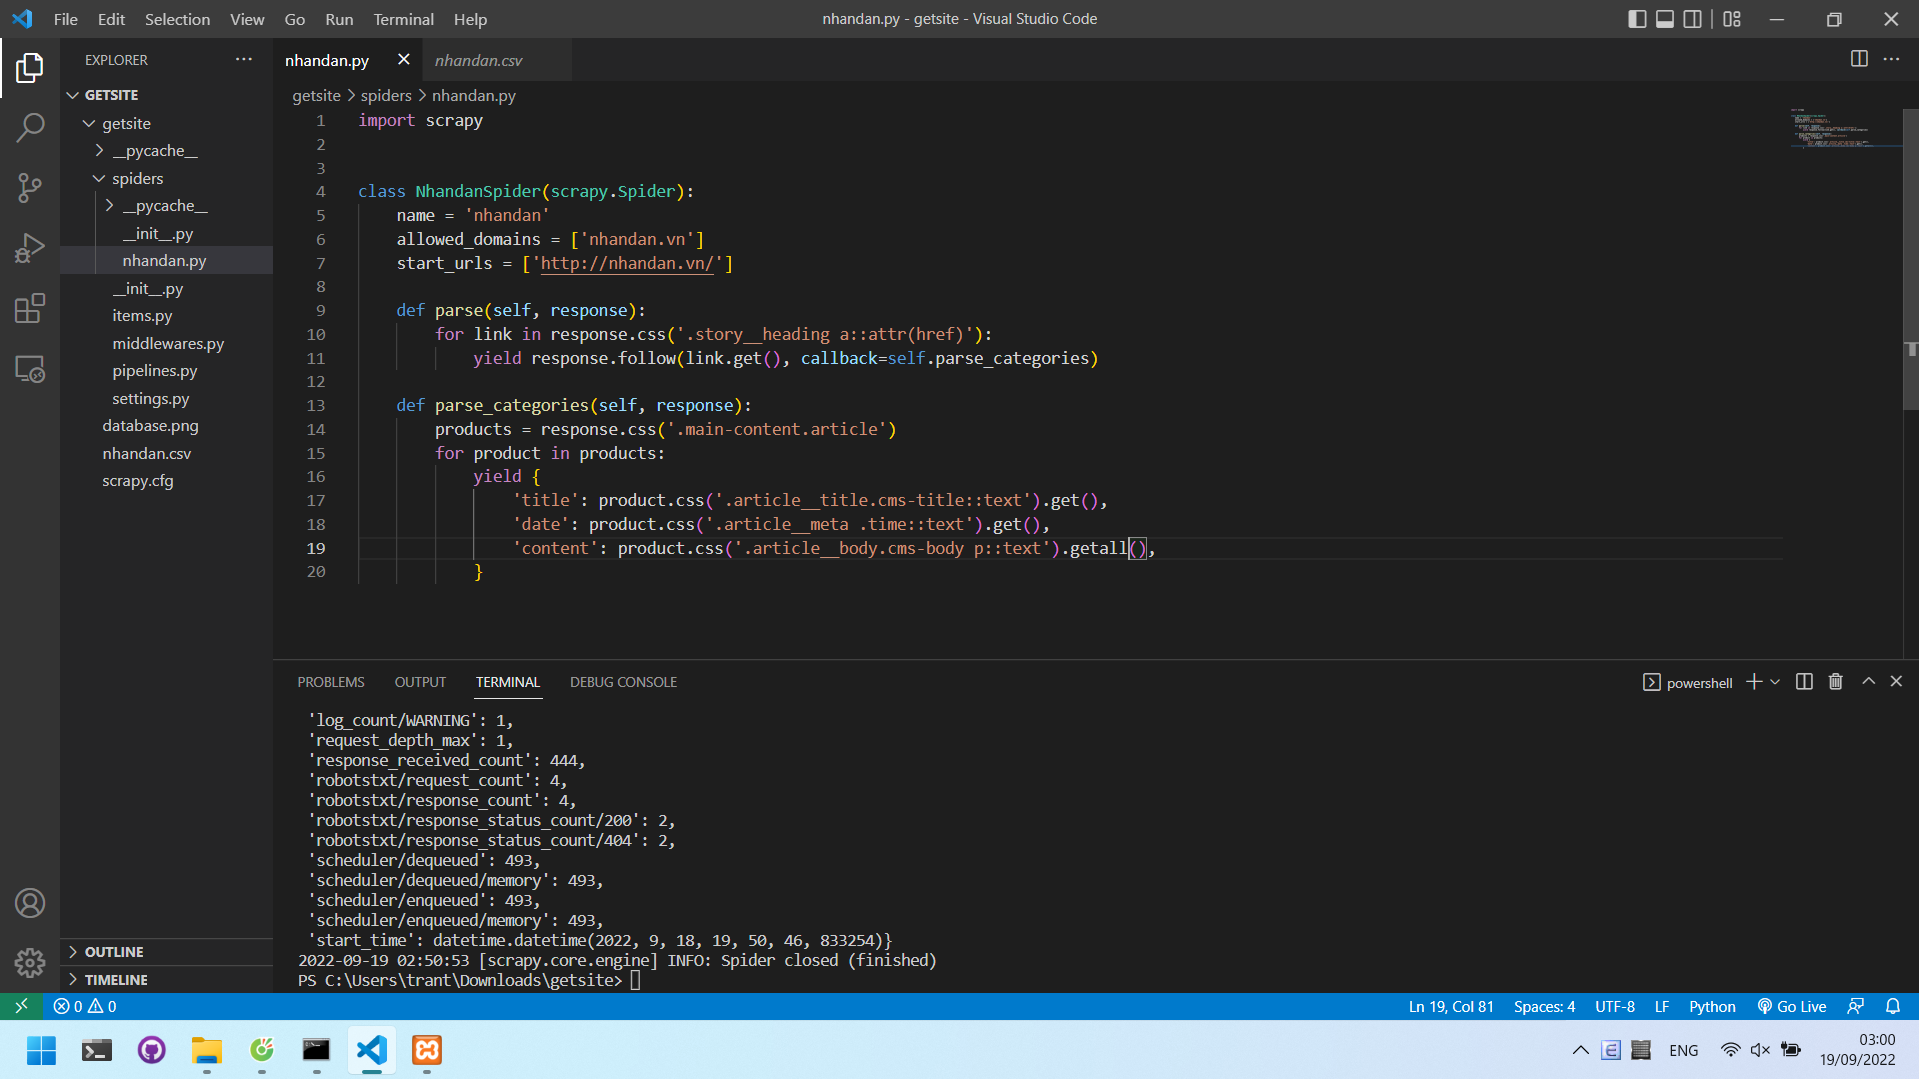 File Edit Selection View Go Run Terminal Help
nhandan.py - getsite - Visual Studio Code
EXPLORER
GETSITE
getsite
__pycache__
spiders
__pycache__
__init__.py
nhandan.py
__init__.py
items.py
middlewares.py
pipelines.py
settings.py
database.png
nhandan.csv
scrapy.cfg
OUTLINE
TIMELINE
nhandan.py nhandan.csv
getsite > spiders > nhandan.py
1 import scrapy
2
3
4 class NhandanSpider(scrapy.Spider):
5 name = 'nhandan'
6 allowed_domains = ['nhandan.vn']
7 start_urls = ['http://nhandan.vn/']
8
9 def parse(self, response):
10 for link in response.css('.story__heading a::attr(href)'):
11 yield response.follow(link.get(), callback=self.parse_categories)
12
13 def parse_categories(self, response):
14 products = response.css('.main-content.article')
15 for product in products:
16 yield {
17 'title': product.css('.article__title.cms-title::text').get(),
18 'date': product.css('.article__meta .time::text').get(),
19 'content': product.css('.article__body.cms-body p::text').getall(),
20 }
PROBLEMS OUTPUT TERMINAL DEBUG CONSOLE
powershell
'log_count/WARNING': 1,
'request_depth_max': 1,
'response_received_count': 444,
'robotstxt/request_count': 4,
'robotstxt/response_count': 4,
'robotstxt/response_status_count/200': 2,
'robotstxt/response_status_count/404': 2,
'scheduler/dequeued': 493,
'scheduler/dequeued/memory': 493,
'scheduler/enqueued': 493,
'scheduler/enqueued/memory': 493,
'start_time': datetime.datetime(2022, 9, 18, 19, 50, 46, 833254)}
2022-09-19 02:50:53 [scrapy.core.engine] INFO: Spider closed (finished)
PS C:\Users\trant\Downloads\getsite>
0 0
Ln 19, Col 81 Spaces: 4 UTF-8 LF Python Go Live
ENG
03:00
19/09/2022